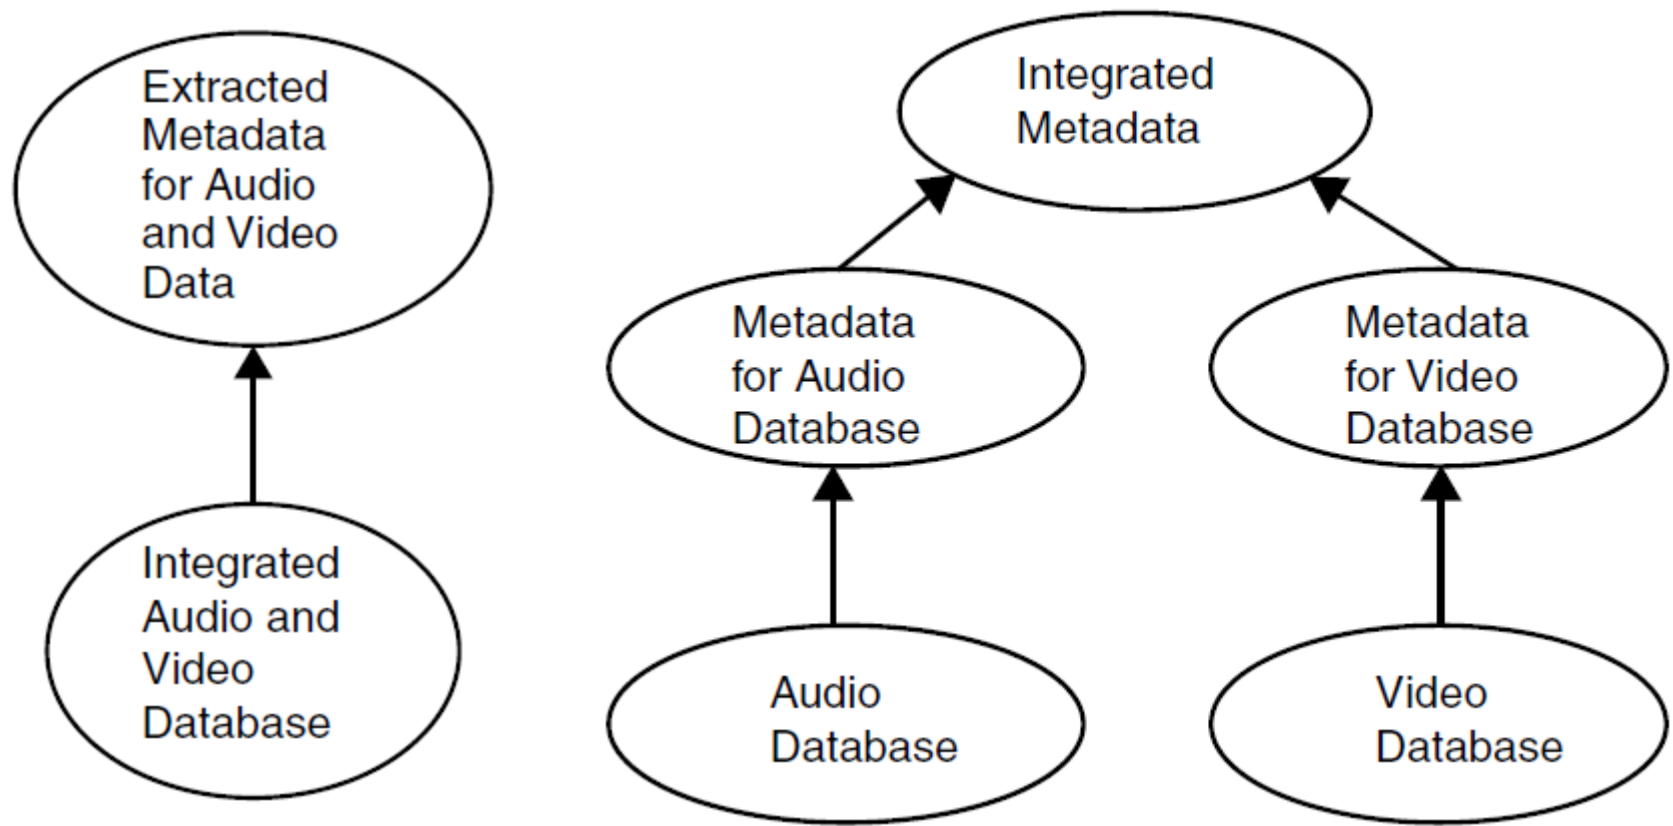 Extracted
Metadata
for Audio
and Video
Data
Integrated
Audio and
Video
Database
Integrated
Metadata
Metadata
for Audio
Database
Metadata
for Video
Database
Audio
Database
Video
Database